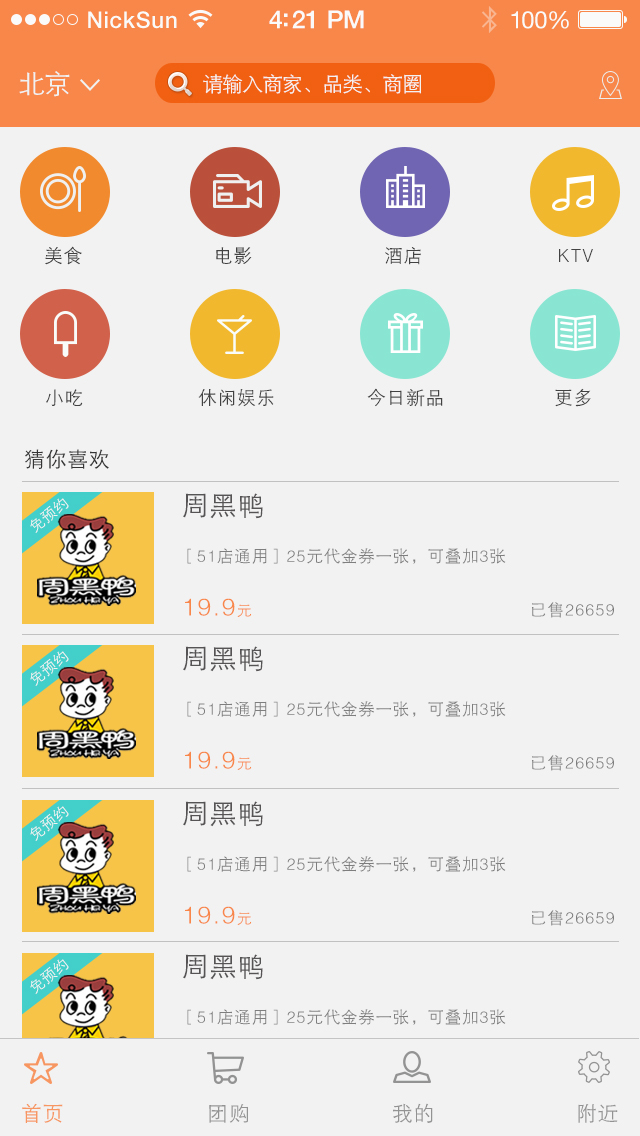 NickSun 4:21 PM 100%
北京 请输入商家、品类、商圈
美食 电影 酒店 KTV
小吃 休闲娱乐 今日新品 更多
猜你喜欢
免预约
周黑鸭
ZHOU HEI YA
周黑鸭
[ 51店通用 ] 25元代金券一张，可叠加3张
19.9元 已售26659
免预约
周黑鸭
ZHOU HEI YA
周黑鸭
[ 51店通用 ] 25元代金券一张，可叠加3张
19.9元 已售26659
免预约
周黑鸭
ZHOU HEI YA
周黑鸭
[ 51店通用 ] 25元代金券一张，可叠加3张
19.9元 已售26659
免预约
周黑鸭
[ 51店通用 ] 25元代金券一张，可叠加3张
首页 团购 我的 附近